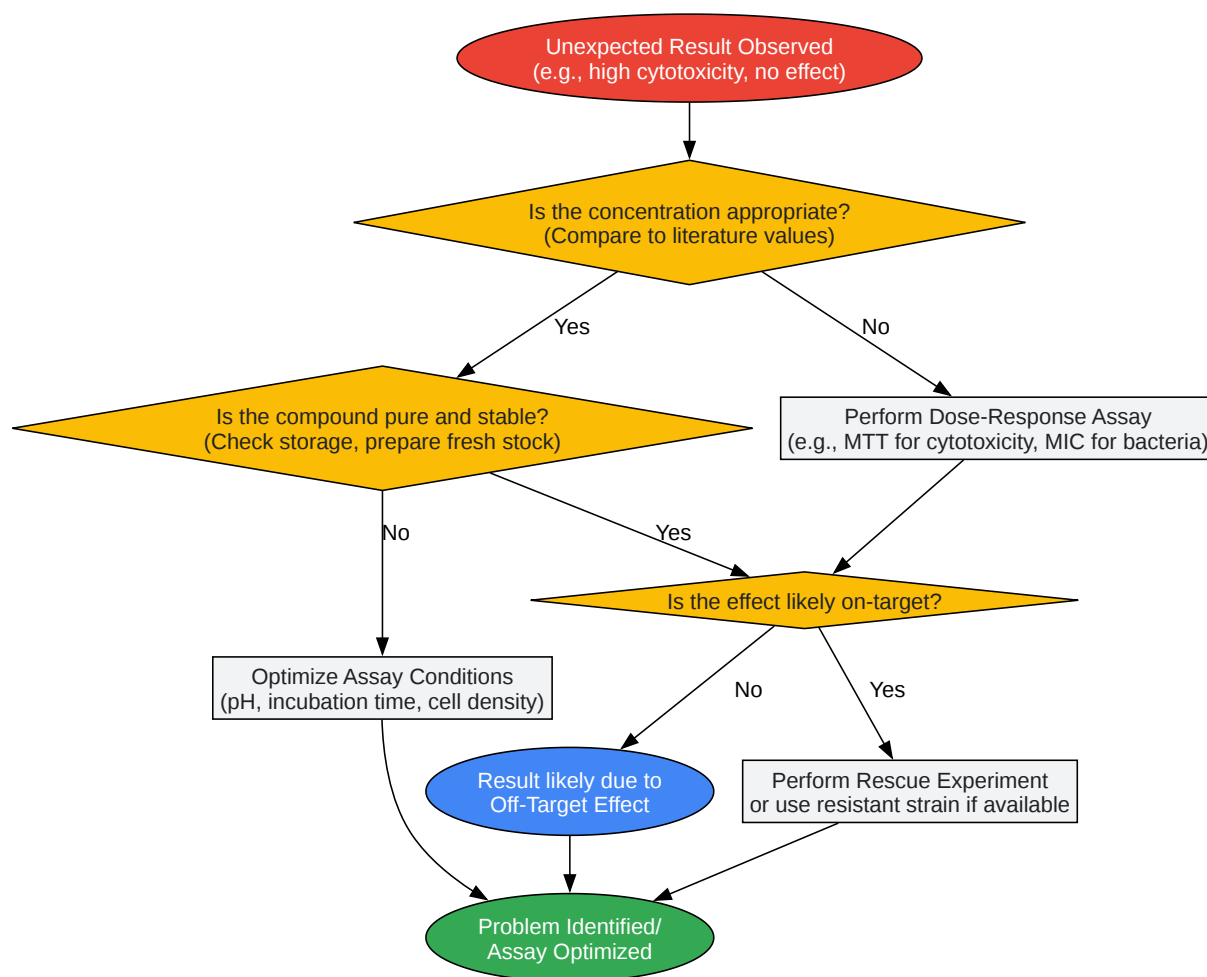 Unexpected Result Observed
(e.g., high cytotoxicity, no effect)
Is the concentration appropriate?
(Compare to literature values)
Yes
No
Is the compound pure and stable?
(Check storage, prepare fresh stock)
Perform Dose-Response Assay
(e.g., MTT for cytotoxicity, MIC for bacteria)
No
Yes
Is the effect likely on-target?
Optimize Assay Conditions
(pH, incubation time, cell density)
No
Yes
Result likely due to
Off-Target Effect
Perform Rescue Experiment
or use resistant strain if available
Problem Identified/
Assay Optimized